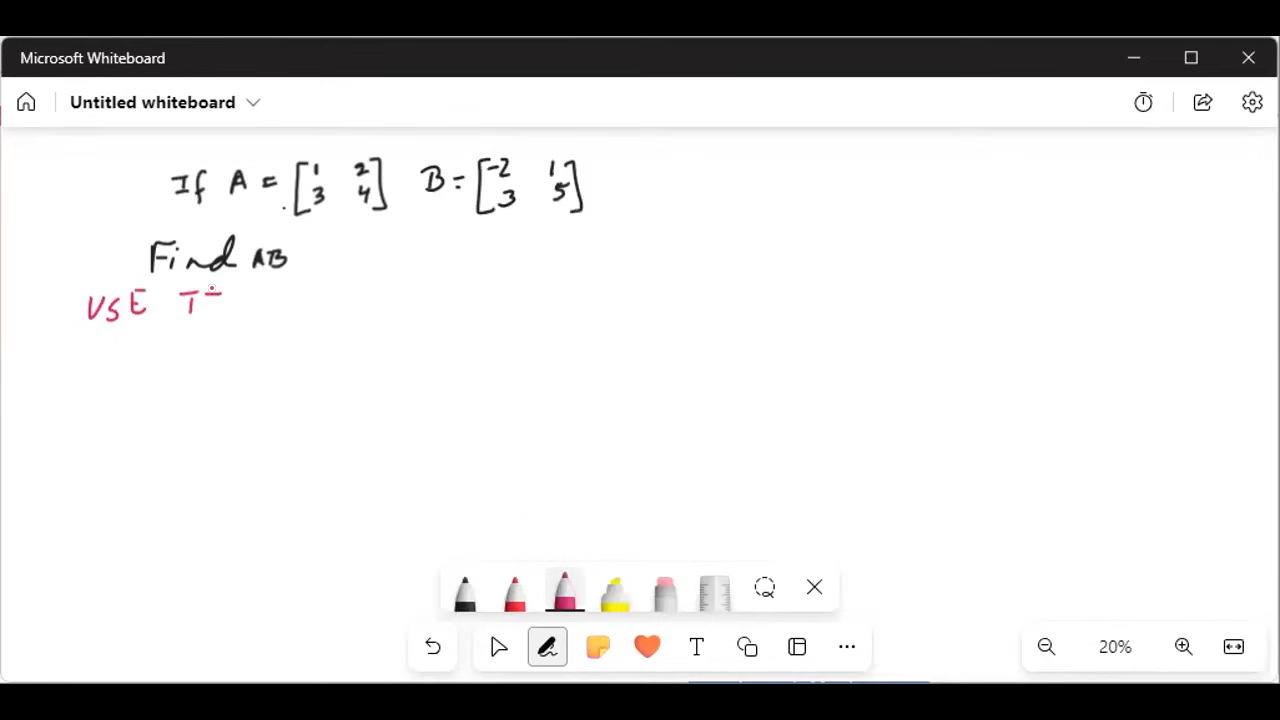 Microsoft Whiteboard
Untitled whiteboard
If A = [1 2 3 4] B = [-2 1 3 5]
Find AB
USE
T
20%